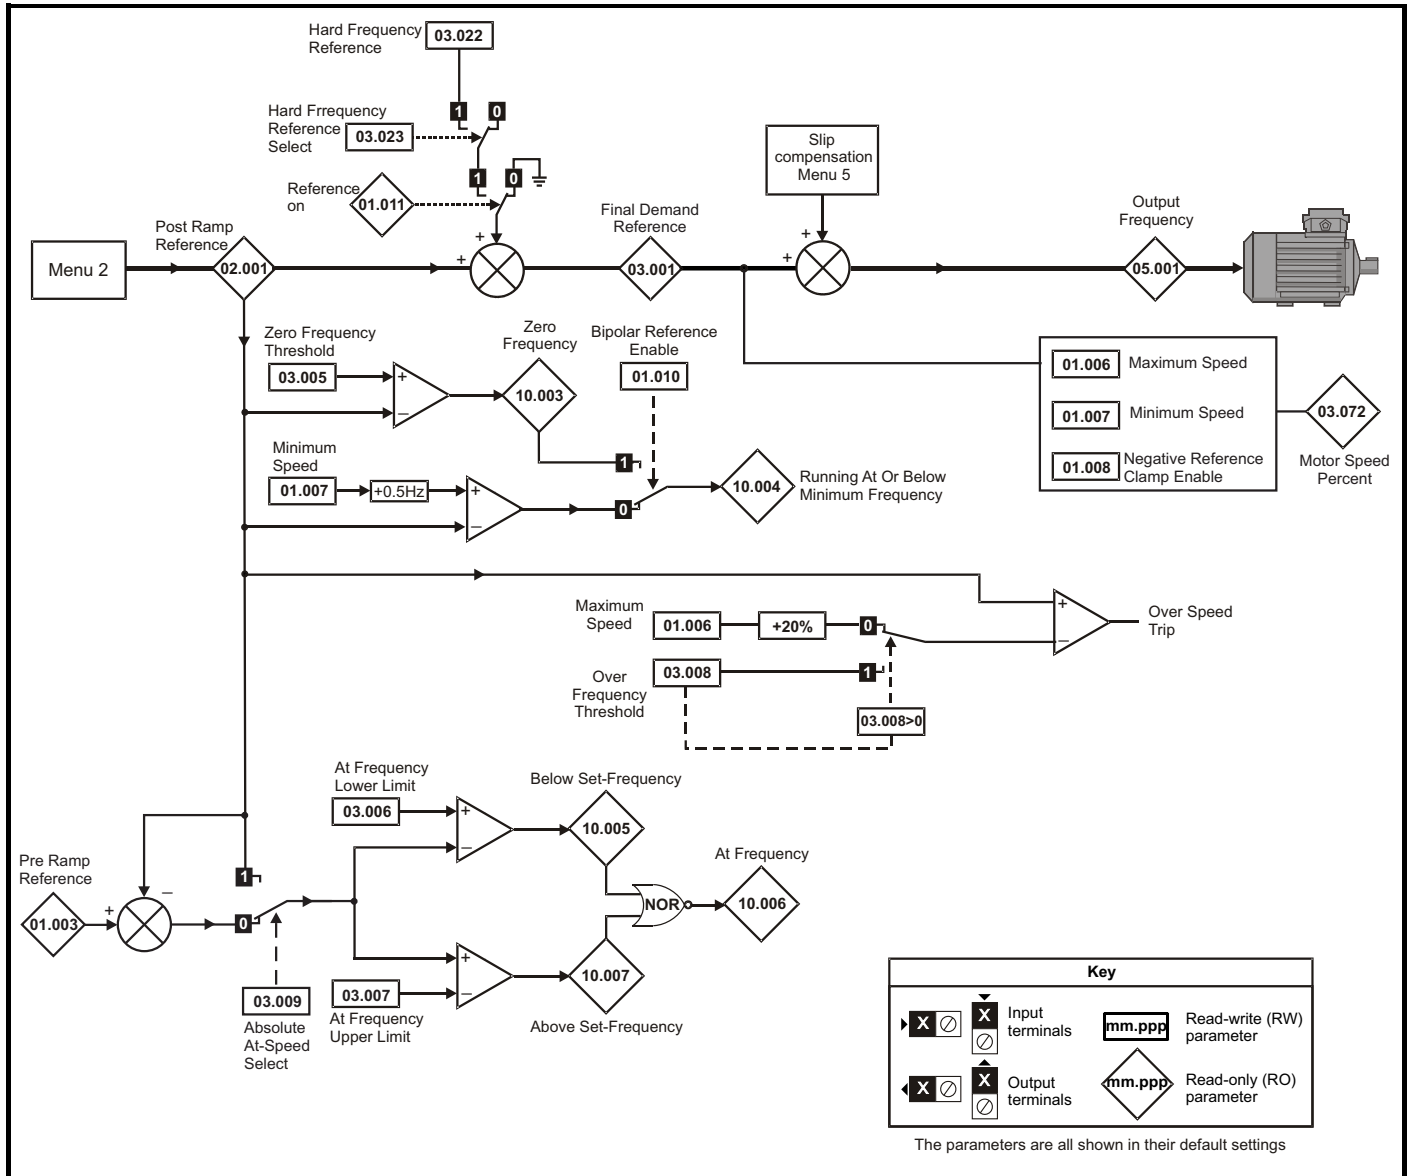 Hard Frequency
Reference
03.022
1
0
Hard Frrequency
Reference
Select
03.023
1
0
Reference
on
01.011
Slip
compensation
Menu 5
Post Ramp
Reference
Final Demand
Reference
Output
Frequency
+
+
+
+
Menu 2
02.001
03.001
05.001
Zero Frequency
Threshold
03.005
+
–
Zero
Frequency
10.003
Bipolar Reference
Enable
01.010
01.006
Maximum Speed
01.007
Minimum Speed
01.008
Negative Reference
Clamp Enable
03.072
Motor Speed
Percent
Minimum
Speed
01.007
+0.5Hz
+
–
1
0
10.004
Running At Or Below
Minimum Frequency
Maximum
Speed
01.006
+20%
0
+
–
Over Speed
Trip
Over
Frequency
Threshold
03.008
1
03.008>0
At Frequency
Lower Limit
03.006
+
–
Below Set-Frequency
10.005
Pre Ramp
Reference
01.003
+
–
1
0
03.009
Absolute
At-Speed
Select
03.007
At Frequency
Upper Limit
+
–
10.007
Above Set-Frequency
NOR
At Frequency
10.006
Key
X
X
Input
terminals
mm.ppp
Read-write (RW)
parameter
X
X
Output
terminals
mm.ppp
Read-only (RO)
parameter
The parameters are all shown in their default settings